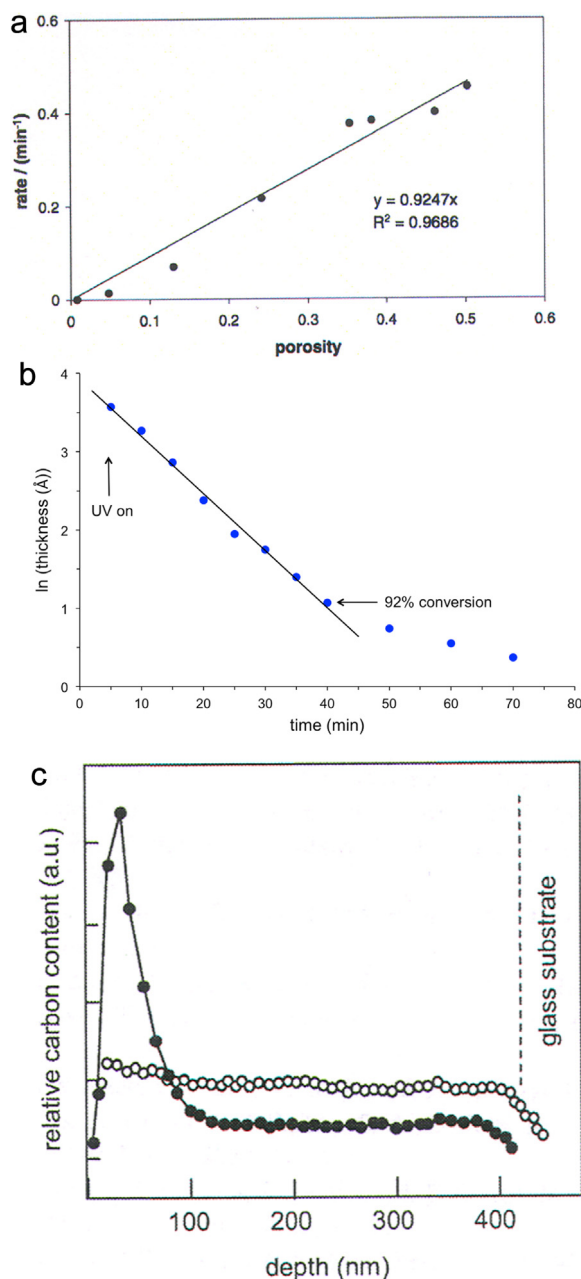 a
0.6
0.4
0.2
0
rate / (min⁻¹)
y = 0.9247x
R² = 0.9686
0 0.1 0.2 0.3 0.4 0.5 0.6
porosity
b
4
3
2
1
0
ln (thickness (Å))
UV on
92% conversion
0 10 20 30 40 50 60 70 80
time (min)
c
relative carbon content (a.u.)
glass substrate
100 200 300 400
depth (nm)